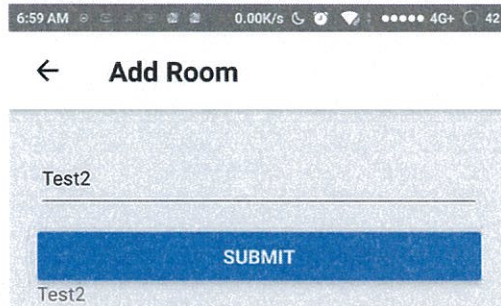 6:59 AM 0.00K/s 4G+ 42
Add Room
Test2
SUBMIT
Test2